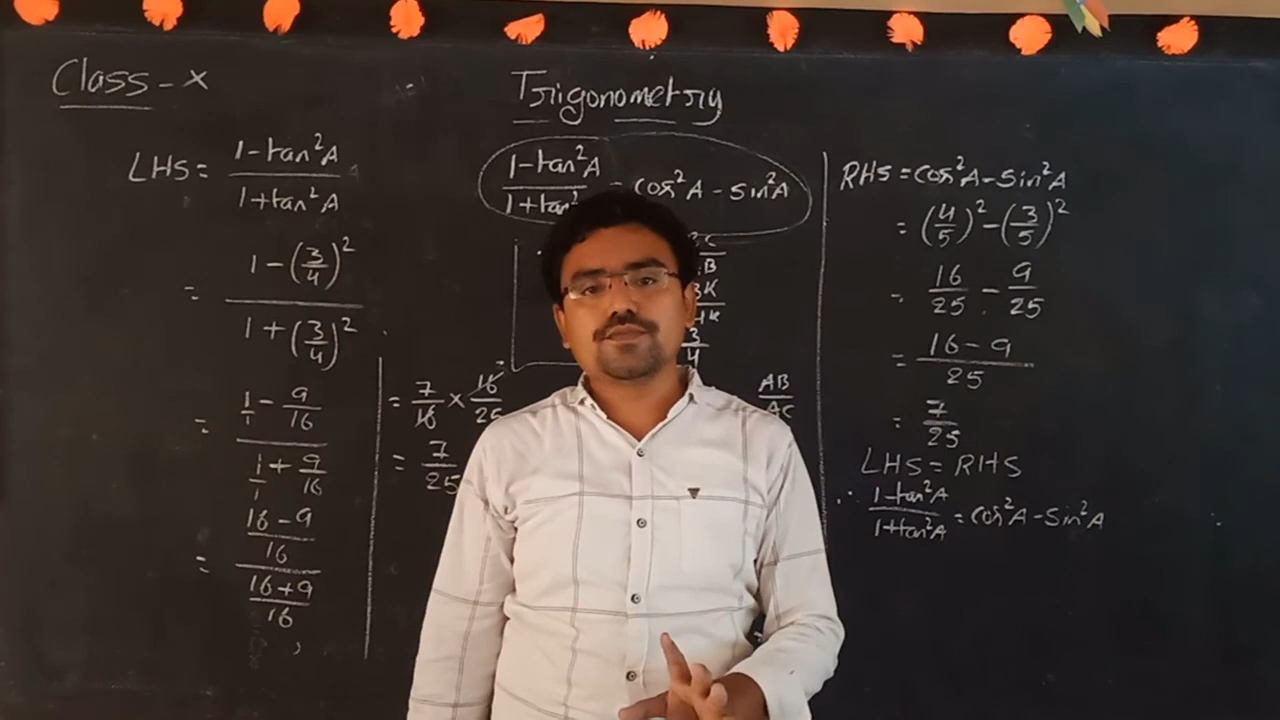 Class - X
Trigonometry
LHS = 1-tan²A
1+tan²A
= 1-(3/4)²
1+(3/4)²
= 1/1 - 9/16
1/1 + 9/16
= 16-9
16
16+9
16
= 7/16 × 16/25
= 7/25
1-tan²A
1+tan² = cos²A - sin²A
3
4
AB
AC
RHS = cos²A - sin²A
= (4/5)² - (3/5)²
= 16/25 - 9/25
= 16-9
25
= 7
25
LHS = RHS
∴ 1-tan²A
1+tan²A = cos²A - sin²A